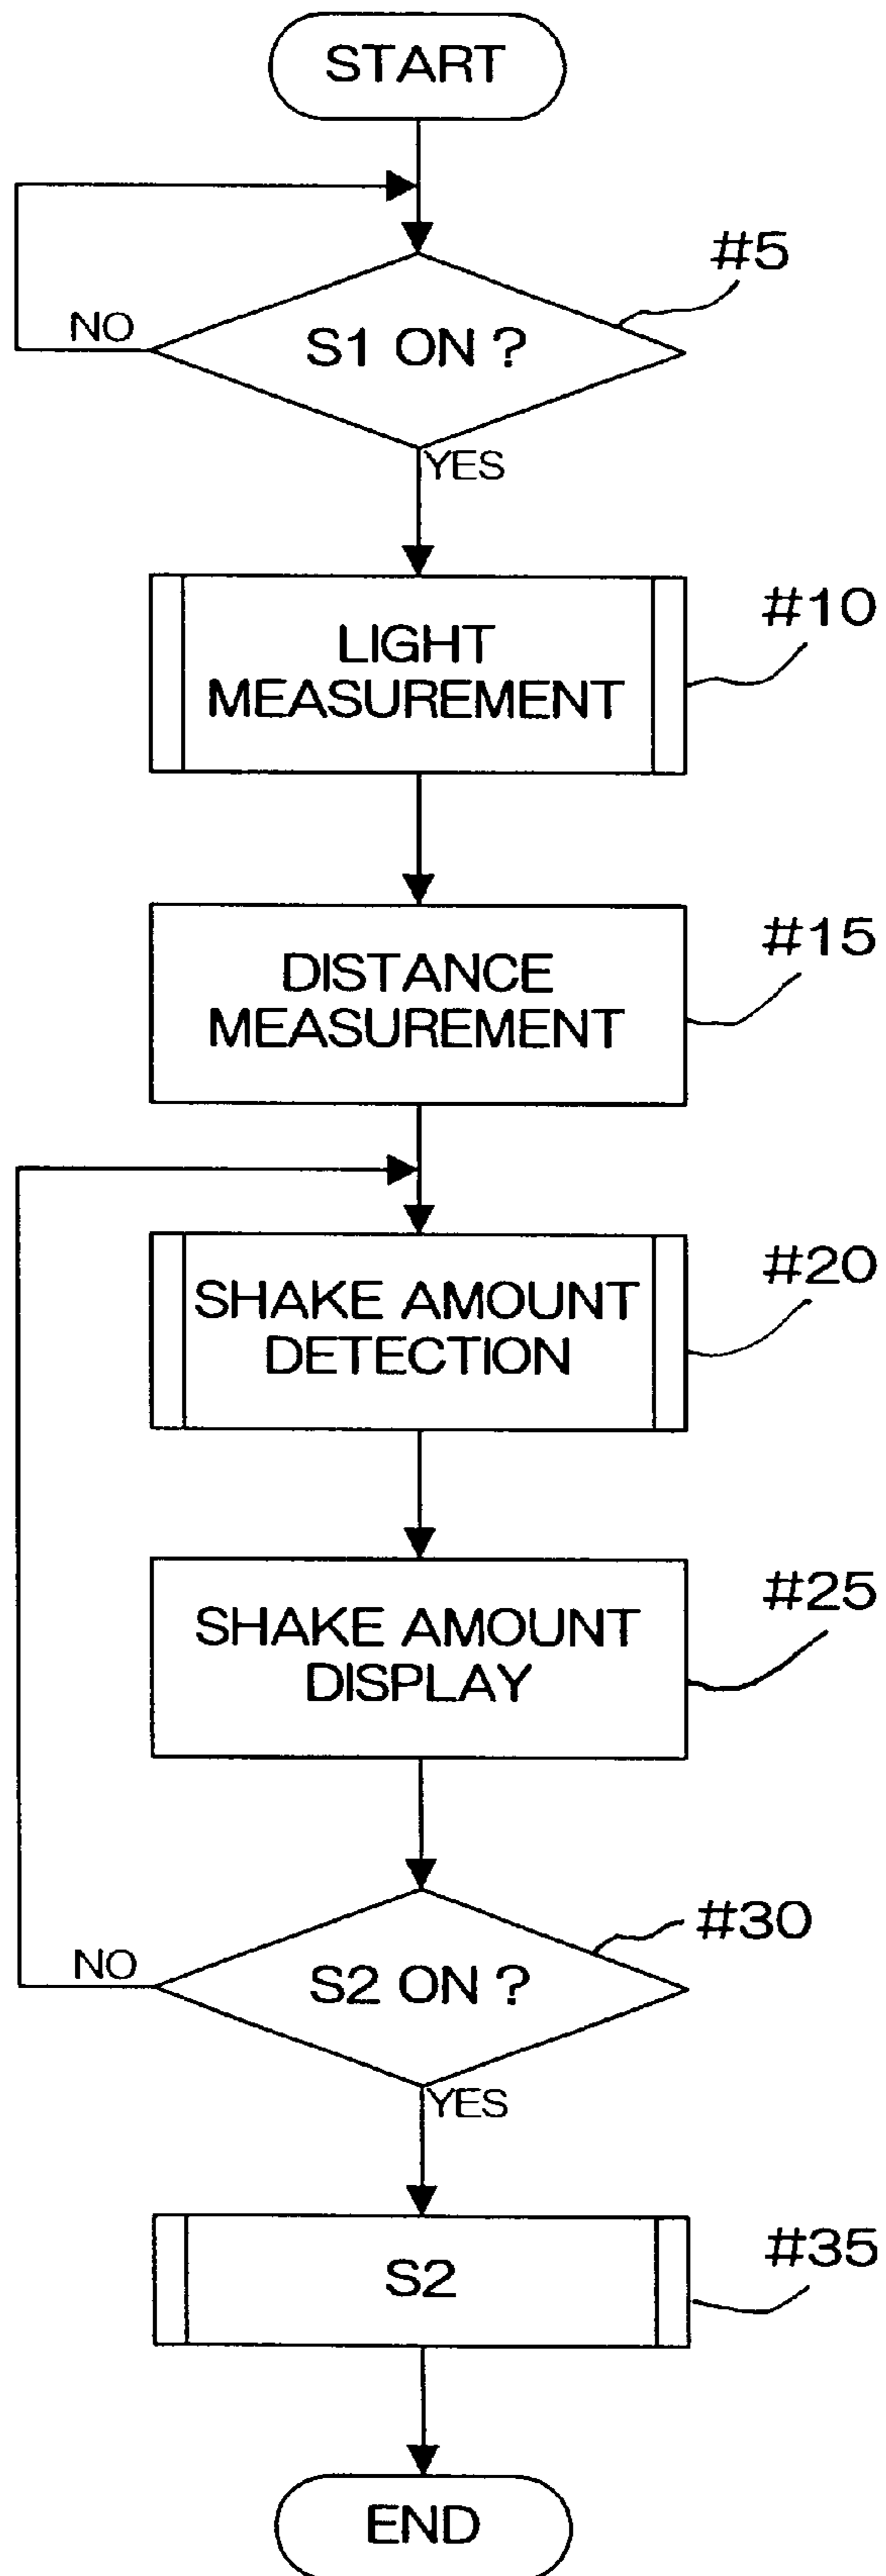 START
#5
NO
S1 ON ?
YES
#10
LIGHT
MEASUREMENT
#15
DISTANCE
MEASUREMENT
#20
SHAKE AMOUNT
DETECTION
#25
SHAKE AMOUNT
DISPLAY
#30
NO
S2 ON ?
YES
#35
S2
END